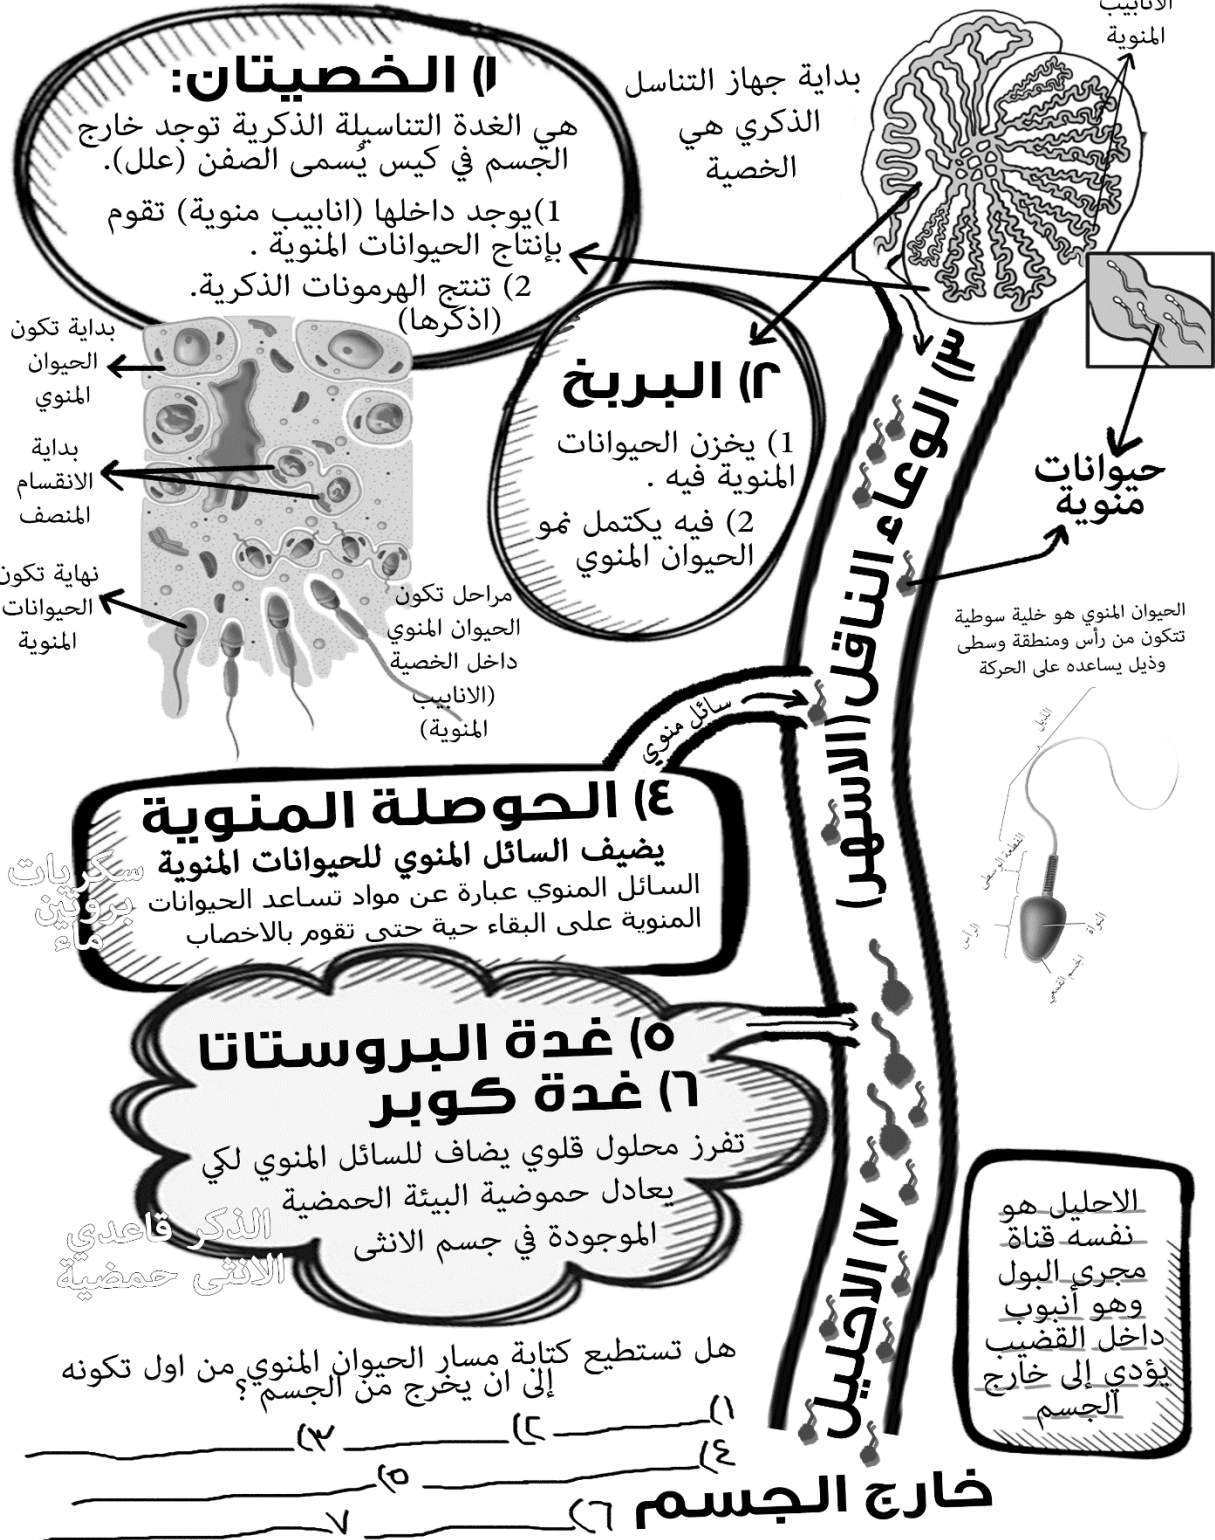 الانابيب
المنوية
بداية جهاز التناسل
الذكري هي
الخصية
١) الخصيتان:
هي الغدة التناسيلة الذكرية توجد خارج
الجسم في كيس يُسمى الصفن (علل).
1)يوجد داخلها (انابيب منوية) تقوم
بإنتاج الحيوانات المنوية .
2) تنتج الهرمونات الذكرية.
(اذكرها)
٢) البربخ
1) يخزن الحيوانات
المنوية فيه .
2) فيه يكتمل نمو
الحيوان المنوي
٣) الوعاء الناقل (الاسهر)
حيوانات
منوية
بداية تكون
الحيوان
المنوي
بداية
الانقسام
المنصف
نهاية تكون
الحيوانات
المنوية
مراحل تكون
الحيوان المنوي
داخل الخصية
(الانابيب
المنوية)
الحيوان المنوي هو خلية سوطية
تتكون من رأس ومنطقة وسطى
وذيل يساعده على الحركة
الذيل
القطعة الوسطى
الرأس
النواة
الجسم القمعي
سائل منوي
٤) الحوصلة المنوية
يضيف السائل المنوي للحيوانات المنوية
السائل المنوي عبارة عن مواد تساعد الحيوانات
المنوية على البقاء حية حتى تقوم بالاخصاب
سكريات
بروتين
ماء
٥) غدة البروستاتا
٦) غدة كوبر
تفرز محلول قلوي يضاف للسائل المنوي لكي
يعادل حموضية البيئة الحمضية
الموجودة في جسم الانثى
الذكر قاعدي
الانثى حمضية
٧) الاحليل
الاحليل هو
نفسه قناة
مجرى البول
وهو أنبوب
داخل القضيب
يؤدي إلى خارج
الجسم
هل تستطيع كتابة مسار الحيوان المنوي من اول تكونه
إلى ان يخرج من الجسم ؟
١) ٢) ٣)
٤) ٥)
٦) ٧
خارج الجسم